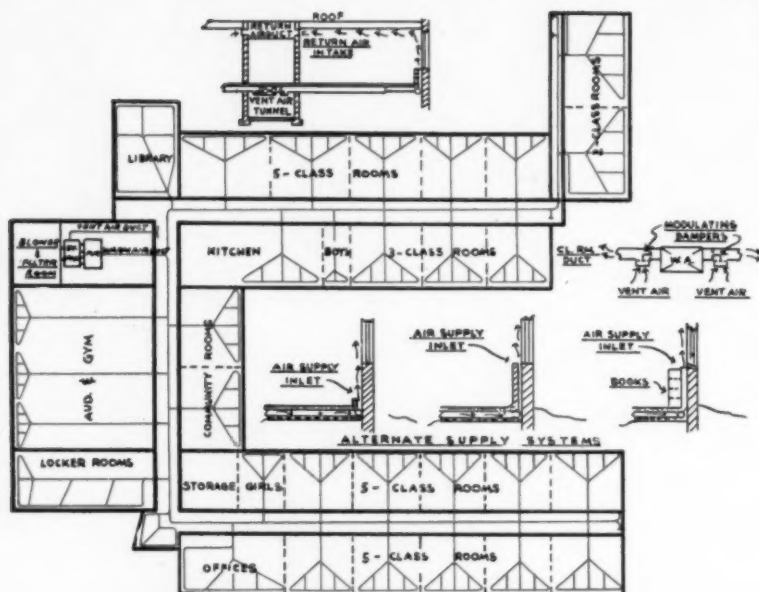 ROOF
RETURN
AIR DUCT
RETURN AIR
INTAKE
VENT AIR
TUNNEL
2-CLASS ROOMS
LIBRARY
5-CLASS ROOMS
VENT AIR DUCT
BLOWER
&
FILTER
ROOM
KITCHEN
BOYS
3-CLASS ROOMS
MODULATING
DAMPERS
CL. RM.
DUCT
W.A.
VENT AIR
VENT AIR
AUD. & GYM
COMMUNITY ROOMS
AIR SUPPLY
INLET
AIR SUPPLY
INLET
AIR SUPPLY
INLET
BOOKS
ALTERNATE SUPPLY SYSTEMS
LOCKER ROOMS
STORAGE
GIRLS
5-CLASS ROOMS
OFFICES
5-CLASS ROOMS